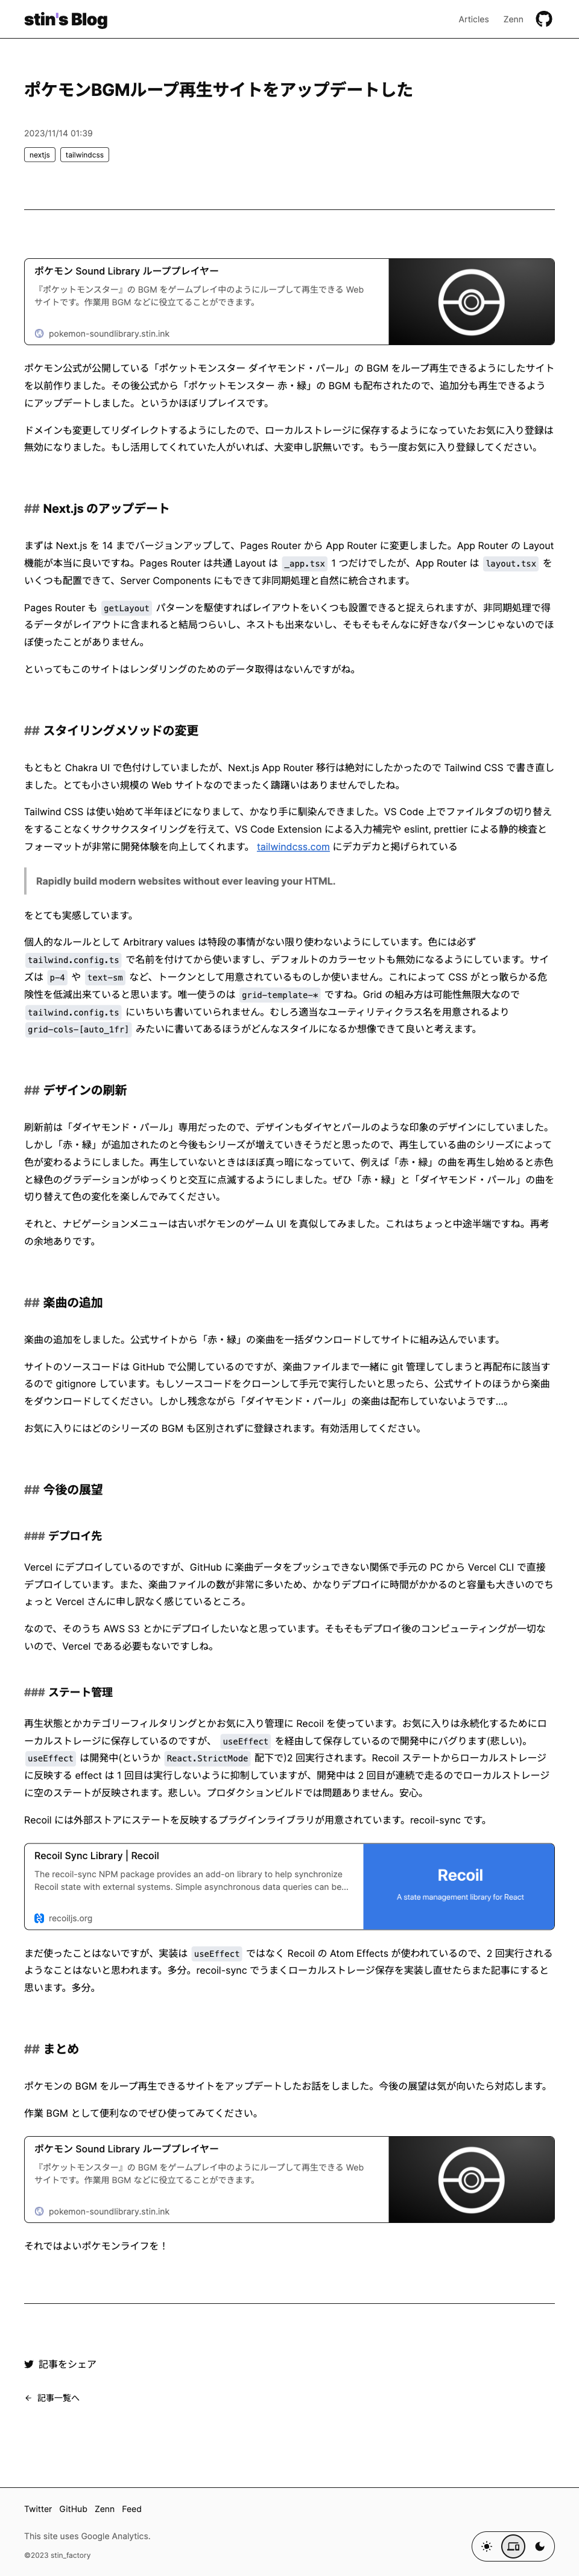 stin's Blog
Articles
Zenn
ポケモンBGMループ再生サイトをアップデートした
2023/11/14 01:39
nextjs
tailwindcss
ポケモン Sound Library ループプレイヤー
『ポケットモンスター』の BGM をゲームプレイ中のようにループして再生できる Web
サイトです。作業用 BGM などに役立てることができます。
pokemon-soundlibrary.stin.ink
ポケモン公式が公開している「ポケットモンスター ダイヤモンド・パール」の BGM をループ再生できるようにしたサイト
を以前作りました。その後公式から「ポケットモンスター 赤・緑」の BGM も配布されたので、追加分も再生できるよう
にアップデートしました。というかほぼリプレイスです。
ドメインも変更してリダイレクトするようにしたので、ローカルストレージに保存するようになっていたお気に入り登録は
無効になりました。もし活用してくれていた人がいれば、大変申し訳無いです。もう一度お気に入り登録してください。
## Next.js のアップデート
まずは Next.js を 14 までバージョンアップして、Pages Router から App Router に変更しました。App Router の Layout
機能が本当に良いですね。Pages Router は共通 Layout は _app.tsx 1 つだけでしたが、App Router は layout.tsx を
いくつも配置できて、Server Components にもできて非同期処理と自然に統合されます。
Pages Router も getLayout パターンを駆使すればレイアウトをいくつも設置できると捉えられますが、非同期処理で得
るデータがレイアウトに含まれると結局つらいし、ネストも出来ないし、そもそもそんなに好きなパターンじゃないのでほ
ぼ使ったことがありません。
といってもこのサイトはレンダリングのためのデータ取得はないんですがね。
## スタイリングメソッドの変更
もともと Chakra UI で色付けしていましたが、Next.js App Router 移行は絶対にしたかったので Tailwind CSS で書き直し
ました。とても小さい規模の Web サイトなのでまったく躊躇いはありませんでしたね。
Tailwind CSS は使い始めて半年ほどになりまして、かなり手に馴染んできました。VS Code 上でファイルタブの切り替え
をすることなくサクサクスタイリングを行えて、VS Code Extension による入力補完や eslint, prettier による静的検査と
フォーマットが非常に開発体験を向上してくれます。 tailwindcss.com にデカデカと掲げられている
Rapidly build modern websites without ever leaving your HTML.
をとても実感しています。
個人的なルールとして Arbitrary values は特段の事情がない限り使わないようにしています。色には必ず
tailwind.config.ts で名前を付けてから使いますし、デフォルトのカラーセットも無効になるようにしています。サイ
ズは p-4 や text-sm など、トークンとして用意されているものしか使いません。これによって CSS がとっ散らかる危
険性を低減出来ていると思います。唯一使うのは grid-template-* ですね。Grid の組み方は可能性無限大なので
tailwind.config.ts にいちいち書いていられません。むしろ適当なユーティリティクラス名を用意されるより
grid-cols-[auto_1fr] みたいに書いてあるほうがどんなスタイルになるか想像できて良いと考えます。
## デザインの刷新
刷新前は「ダイヤモンド・パール」専用だったので、デザインもダイヤとパールのような印象のデザインにしていました。
しかし「赤・緑」が追加されたのと今後もシリーズが増えていきそうだと思ったので、再生している曲のシリーズによって
色が変わるようにしました。再生していないときはほぼ真っ暗になっていて、例えば「赤・緑」の曲を再生し始めると赤色
と緑色のグラデーションがゆっくりと交互に点滅するようにしました。ぜひ「赤・緑」と「ダイヤモンド・パール」の曲を
切り替えて色の変化を楽しんでみてください。
それと、ナビゲーションメニューは古いポケモンのゲーム UI を真似してみました。これはちょっと中途半端ですね。再考
の余地ありです。
## 楽曲の追加
楽曲の追加をしました。公式サイトから「赤・緑」の楽曲を一括ダウンロードしてサイトに組み込んでいます。
サイトのソースコードは GitHub で公開しているのですが、楽曲ファイルまで一緒に git 管理してしまうと再配布に該当す
るので gitignore しています。もしソースコードをクローンして手元で実行したいと思ったら、公式サイトのほうから楽曲
をダウンロードしてください。しかし残念ながら「ダイヤモンド・パール」の楽曲は配布していないようです...。
お気に入りにはどのシリーズの BGM も区別されずに登録されます。有効活用してください。
## 今後の展望
### デプロイ先
Vercel にデプロイしているのですが、GitHub に楽曲データをプッシュできない関係で手元の PC から Vercel CLI で直接
デプロイしています。また、楽曲ファイルの数が非常に多いため、かなりデプロイに時間がかかるのと容量も大きいのでち
ょっと Vercel さんに申し訳なく感じているところ。
なので、そのうち AWS S3 とかにデプロイしたいなと思っています。そもそもデプロイ後のコンピューティングが一切な
いので、Vercel である必要もないですしね。
### ステート管理
再生状態とかカテゴリーフィルタリングとかお気に入り管理に Recoil を使っています。お気に入りは永続化するためにロ
ーカルストレージに保存しているのですが、 useEffect を経由して保存しているので開発中にバグります(悲しい)。
useEffect は開発中(というか React.StrictMode 配下で)2 回実行されます。Recoil ステートからローカルストレージ
に反映する effect は 1 回目は実行しないように抑制していますが、開発中は 2 回目が連続で走るのでローカルストレージ
に空のステートが反映されます。悲しい。プロダクションビルドでは問題ありません。安心。
Recoil には外部ストアにステートを反映するプラグインライブラリが用意されています。recoil-sync です。
Recoil Sync Library | Recoil
The recoil-sync NPM package provides an add-on library to help synchronize
Recoil state with external systems. Simple asynchronous data queries can be...
recoiljs.org
Recoil
A state management library for React
まだ使ったことはないですが、実装は useEffect ではなく Recoil の Atom Effects が使われているので、2 回実行される
ようなことはないと思われます。多分。recoil-sync でうまくローカルストレージ保存を実装し直せたらまた記事にすると
思います。多分。
## まとめ
ポケモンの BGM をループ再生できるサイトをアップデートしたお話をしました。今後の展望は気が向いたら対応します。
作業 BGM として便利なのでぜひ使ってみてください。
ポケモン Sound Library ループプレイヤー
『ポケットモンスター』の BGM をゲームプレイ中のようにループして再生できる Web
サイトです。作業用 BGM などに役立てることができます。
pokemon-soundlibrary.stin.ink
それではよいポケモンライフを！
記事をシェア
記事一覧へ
Twitter GitHub Zenn Feed
This site uses Google Analytics.
©2023 stin_factory